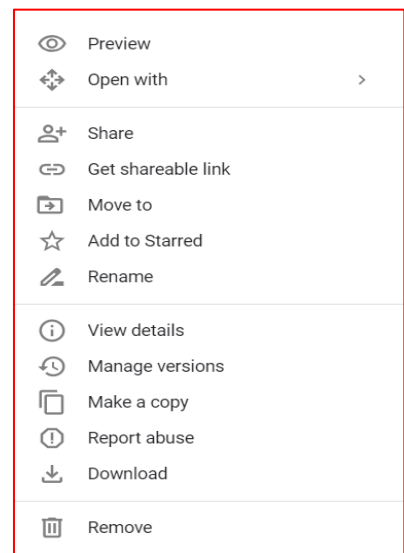 Preview
Open with
Share
Get shareable link
Move to
Add to Starred
Rename
View details
Manage versions
Make a copy
Report abuse
Download
Remove